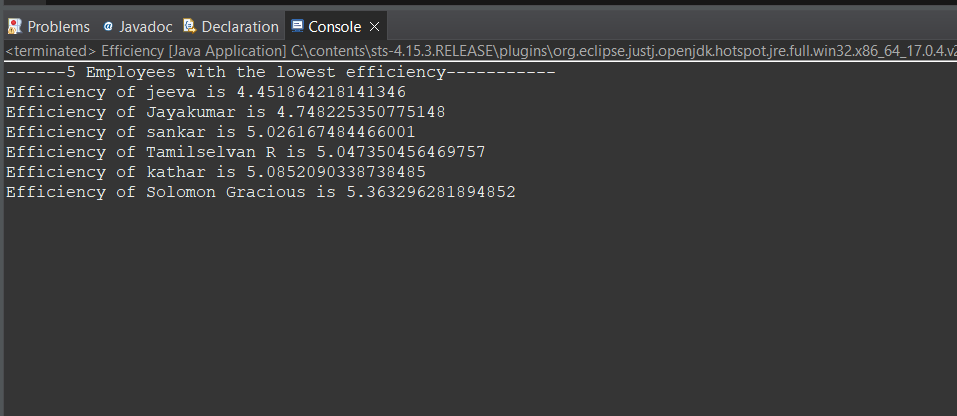 Problems @ Javadoc Declaration Console
<terminated> Efficiency [Java Application] C:\contents\sts-4.15.3.RELEASE\plugins\org.eclipse.justj.openjdk.hotspot.jre.full.win32.x86_64_17.0.4.v2
------5 Employees with the lowest efficiency-----------
Efficiency of jeeva is 4.451864218141346
Efficiency of Jayakumar is 4.748225350775148
Efficiency of sankar is 5.026167484466001
Efficiency of Tamilselvan R is 5.047350456469757
Efficiency of kathar is 5.0852090338738485
Efficiency of Solomon Gracious is 5.363296281894852